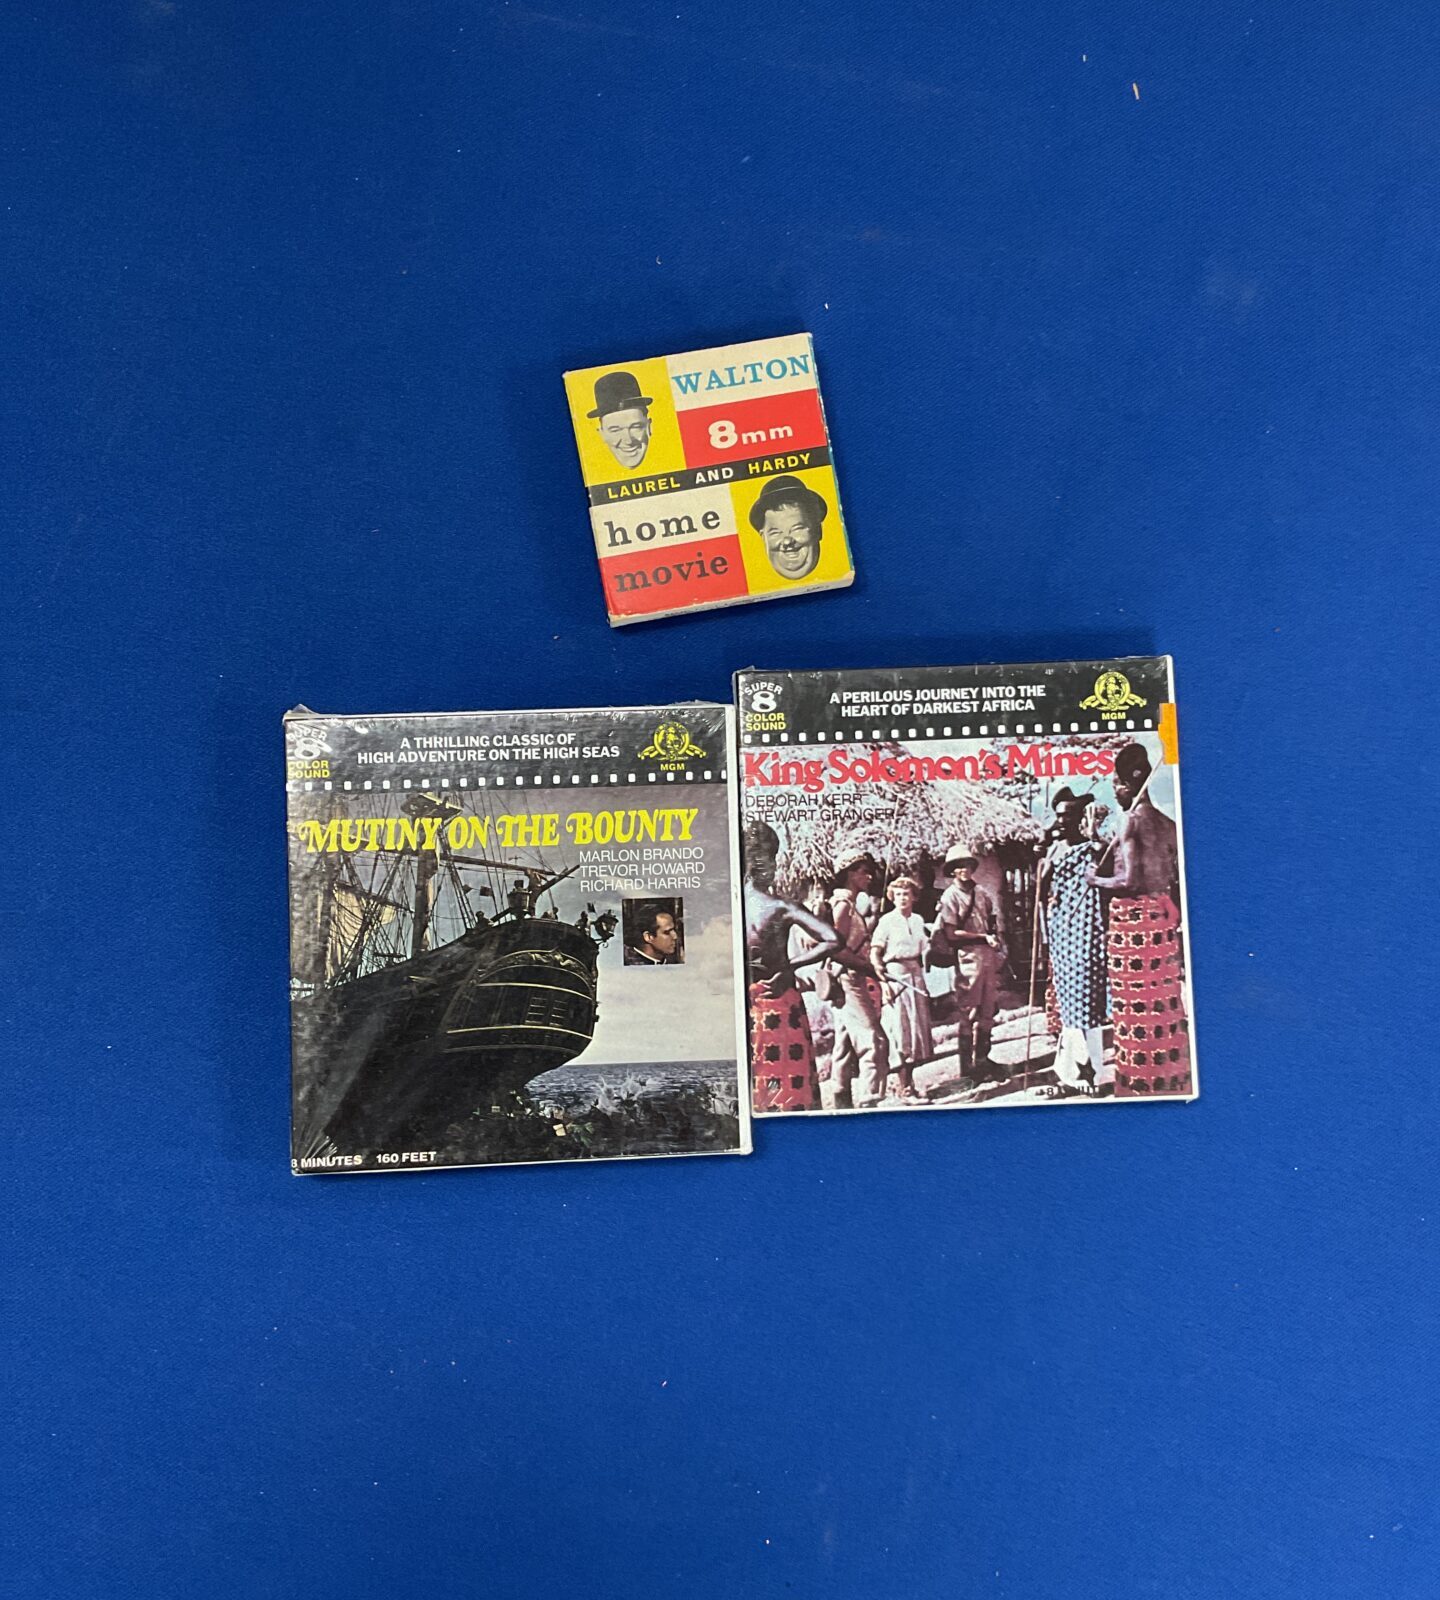 WALTON
8mm
LAUREL AND HARDY
home
movie
SUPER
8
COLOR
SOUND
A THRILLING CLASSIC OF
HIGH ADVENTURE ON THE HIGH SEAS
MGM
MUTINY ON THE BOUNTY
MARLON BRANDO
TREVOR HOWARD
RICHARD HARRIS
8 MINUTES 160 FEET
SUPER
8
COLOR
SOUND
A PERILOUS JOURNEY INTO THE
HEART OF DARKEST AFRICA
MGM
King Solomon's Mines
DEBORAH KERR
STEWART GRANGER